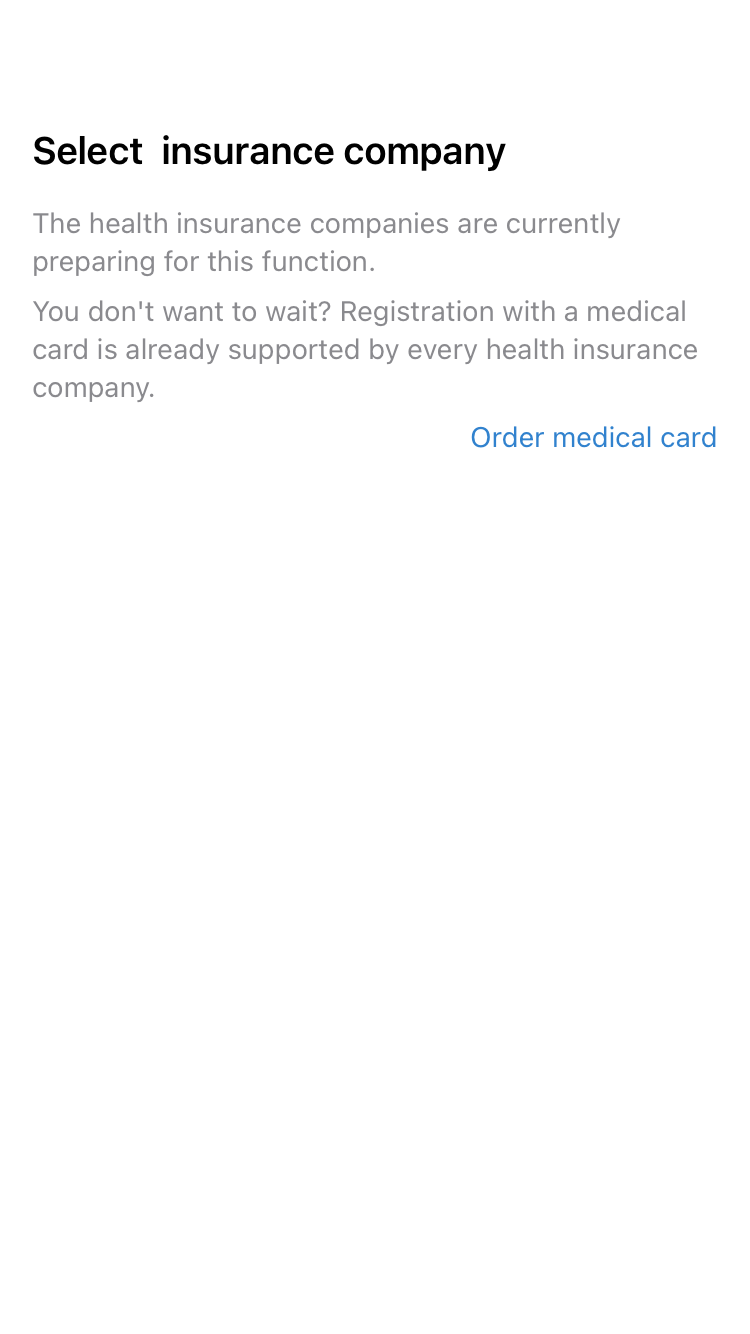 Select  insurance company
The health insurance companies are currently
preparing for this function.
You don't want to wait? Registration with a medical
card is already supported by every health insurance
company.
Order medical card